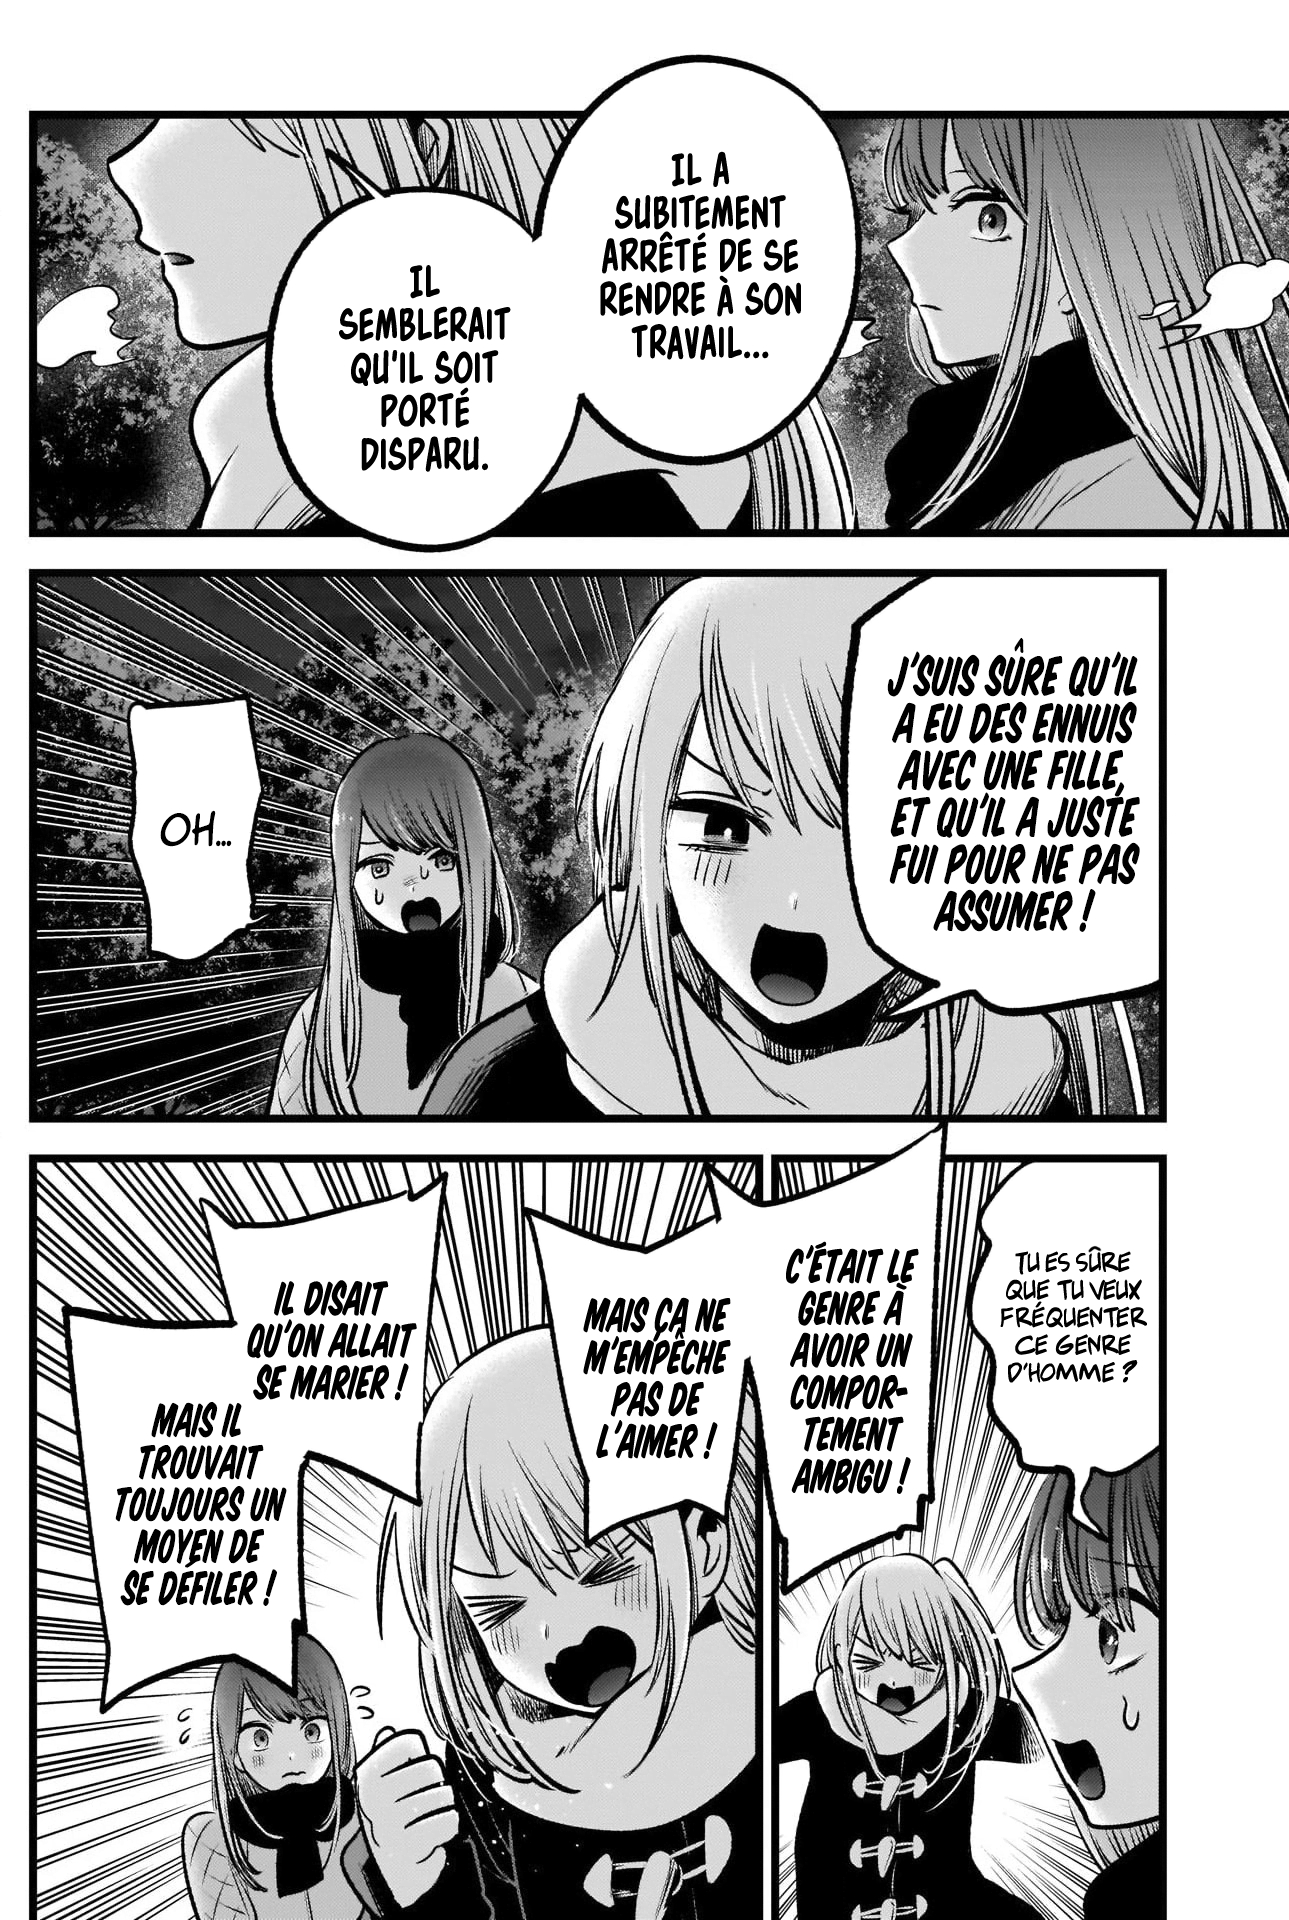 IL A
SUBITEMENT
ARRÊTÉ DE SE
RENDRE À SON
TRAVAIL...
IL
SEMBLERAIT
QU'IL SOIT
PORTÉ
DISPARU.
J'SUIS SÛRE QU'IL
A EU DES ENNUIS
AVEC UNE FILLE,
ET QU'IL A JUSTE
FUI POUR NE PAS
ASSUMER !
OH...
TU ES SÛRE
QUE TU VEUX
FRÉQUENTER
CE GENRE
D'HOMME ?
C'ÉTAIT LE
GENRE À
AVOIR UN
COMPOR-
TEMENT
AMBIGU !
MAIS ÇA NE
M'EMPÊCHE
PAS DE
L'AIMER !
IL DISAIT
QU'ON ALLAIT
SE MARIER !
MAIS IL
TROUVAIT
TOUJOURS UN
MOYEN DE
SE DÉFILER !